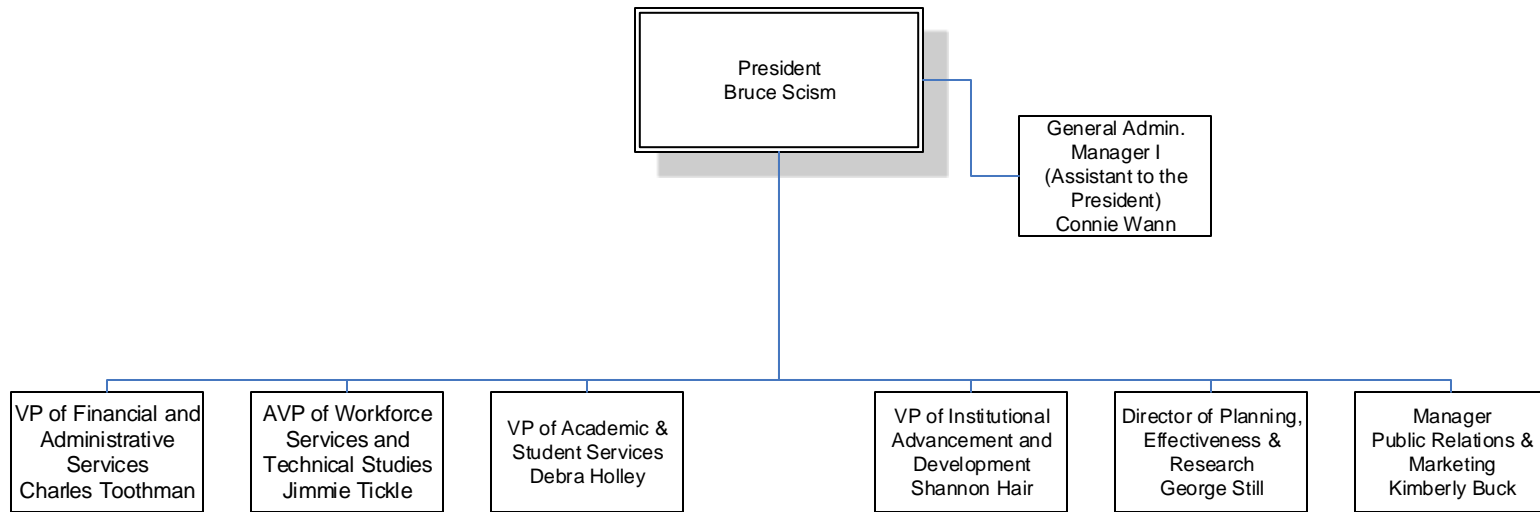 President
Bruce Scism
General Admin.
Manager I
(Assistant to the
President)
Connie Wann
VP of Financial and
Administrative
Services
Charles Toothman
AVP of Workforce
Services and
Technical Studies
Jimmie Tickle
VP of Academic &
Student Services
Debra Holley
VP of Institutional
Advancement and
Development
Shannon Hair
Director of Planning,
Effectiveness &
Research
George Still
Manager
Public Relations &
Marketing
Kimberly Buck